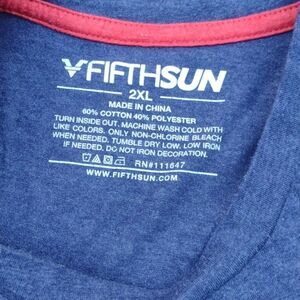 FIFTHSUN
2XL
MADE IN CHINA
60% COTTON 40% POLYESTER
TURN INSIDE OUT. MACHINE WASH COLD WITH
LIKE COLORS. ONLY NON-CHLORINE BLEACH
WHEN NEEDED. TUMBLE DRY LOW. LOW IRON
IF NEEDED. DO NOT IRON DECORATION.
RN#111647
WWW.FIFTHSUN.COM